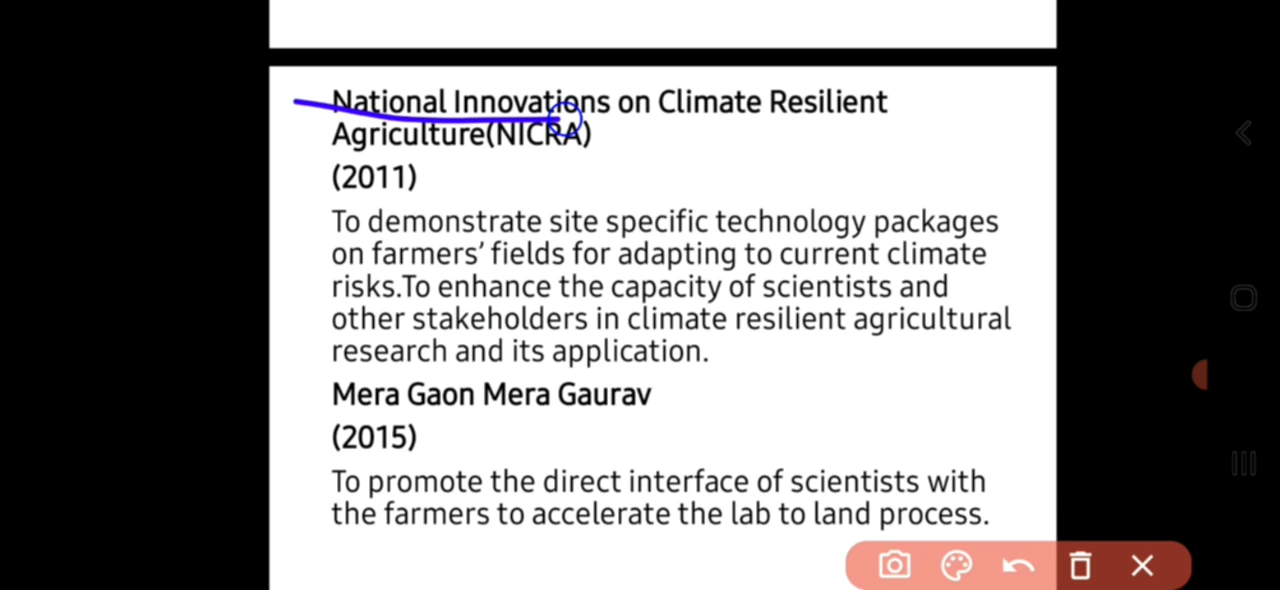 National Innovations on Climate Resilient
Agriculture(NICRA)
(2011)
To demonstrate site specific technology packages
on farmers’ fields for adapting to current climate
risks.To enhance the capacity of scientists and
other stakeholders in climate resilient agricultural
research and its application.
Mera Gaon Mera Gaurav
(2015)
To promote the direct interface of scientists with
the farmers to accelerate the lab to land process.